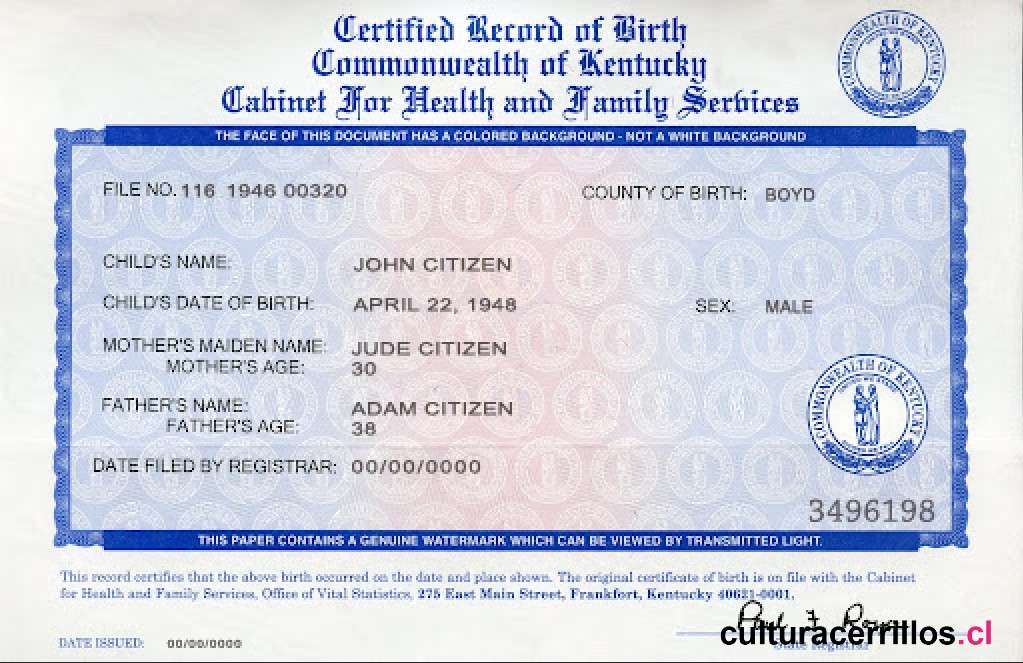 Certified Record of Birth
Commonwealth of Kentucky
Cabinet For Health and Family Services
COMMONWEALTH OF KENTUCKY
THE FACE OF THIS DOCUMENT HAS A COLORED BACKGROUND - NOT A WHITE BACKGROUND
FILE NO. 116 1946 00320 COUNTY OF BIRTH: BOYD
CHILD'S NAME: JOHN CITIZEN
CHILD'S DATE OF BIRTH: APRIL 22, 1948 SEX: MALE
MOTHER'S MAIDEN NAME: JUDE CITIZEN
MOTHER'S AGE: 30
FATHER'S NAME: ADAM CITIZEN
FATHER'S AGE: 38
COMMONWEALTH OF KENTUCKY
DATE FILED BY REGISTRAR: 00/00/0000
3496198
THIS PAPER CONTAINS A GENUINE WATERMARK WHICH CAN BE VIEWED BY TRANSMITTED LIGHT.
This record certifies that the above birth occurred on the date and place shown. The original certificate of birth is on file with the Cabinet
for Health and Family Services, Office of Vital Statistics, 275 East Main Street, Frankfort, Kentucky 40621-0001.
culturacerrillos.cl
DATE ISSUED: 00/00/0000 State Registrar